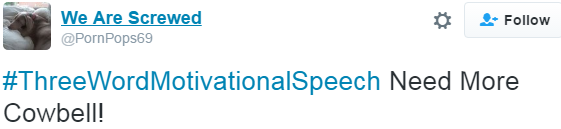 We Are Screwed
@PornPops69
Follow
#ThreeWordMotivationalSpeech Need More
Cowbell!